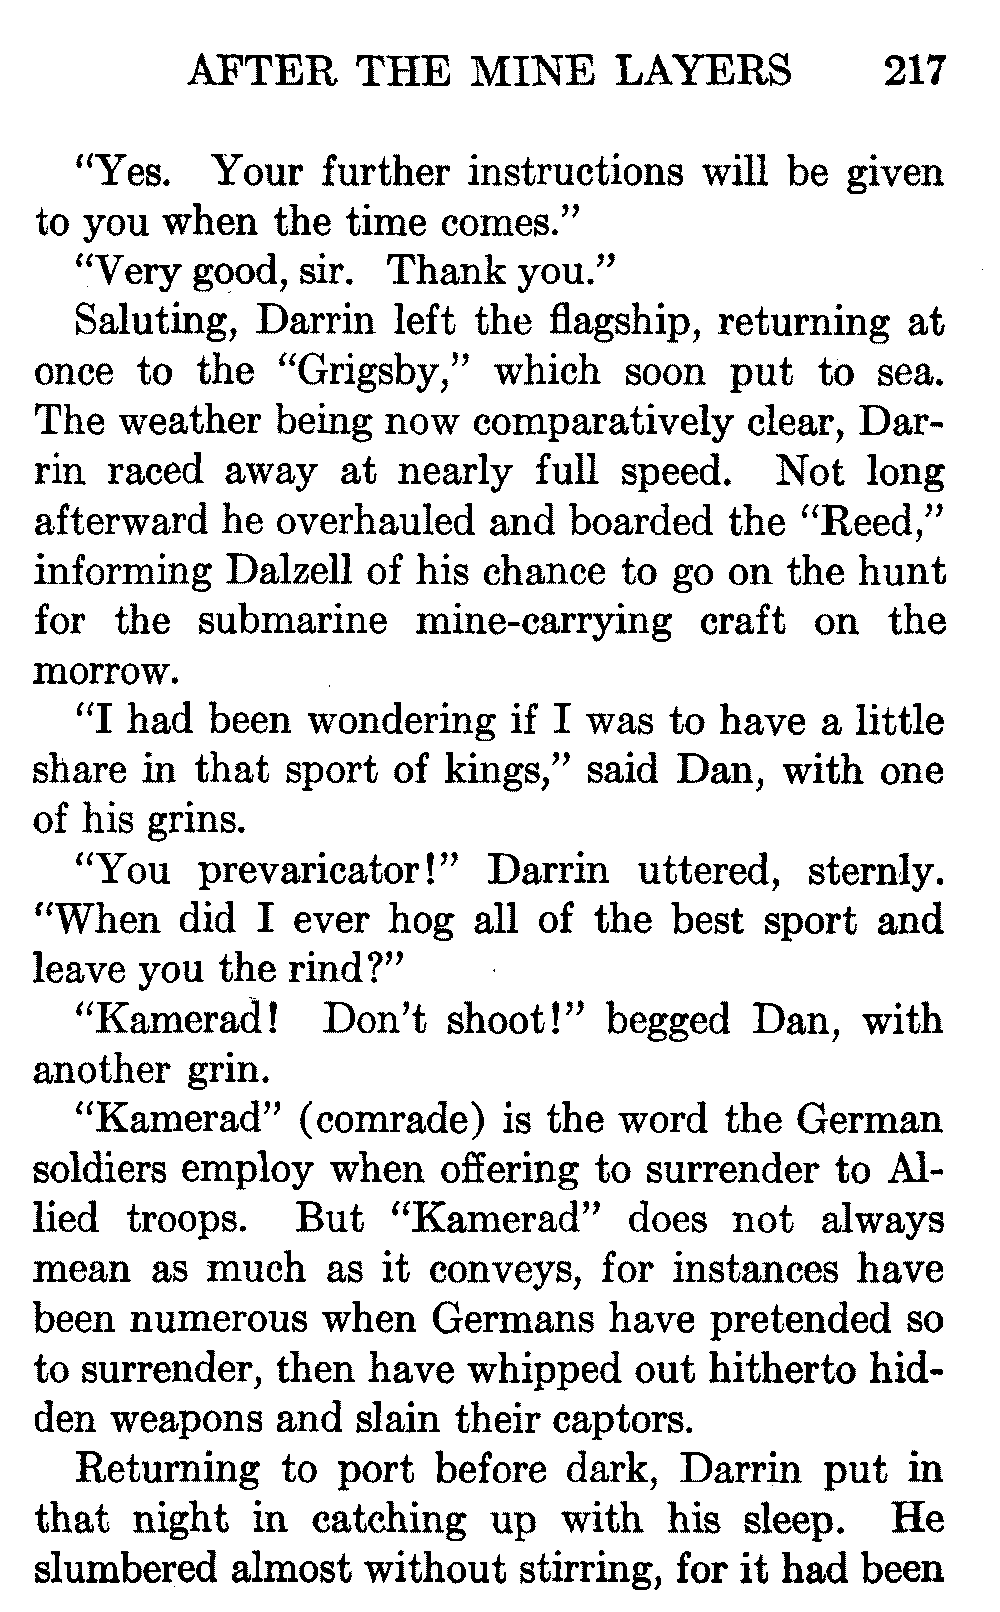 AFTER THE MINE LAYERS 217
“Yes. Your further instructions will be given
to you when the time comes.”
“Very good, sir. Thank you.”
Saluting, Darrin left the flagship, returning at
once to the “Grigsby,” which soon put to sea.
The weather being now comparatively clear, Dar-
rin raced away at nearly full speed. Not long
afterward he overhauled and boarded the “Reed,”
informing Dalzell of his chance to go on the hunt
for the submarine mine-carrying craft on the
morrow.
“I had been wondering if I was to have a little
share in that sport of kings,” said Dan, with one
of his grins.
“You prevaricator!” Darrin uttered, sternly.
“When did I ever hog all of the best sport and
leave you the rind?”
“Kamerad! Don’t shoot!” begged Dan, with
another grin.
“Kamerad” (comrade) is the word the German
soldiers employ when offering to surrender to Al-
lied troops. But “Kamerad” does not always
mean as much as it conveys, for instances have
been numerous when Germans have pretended so
to surrender, then have whipped out hitherto hid-
den weapons and slain their captors.
Returning to port before dark, Darrin put in
that night in catching up with his sleep. He
slumbered almost without stirring, for it had been